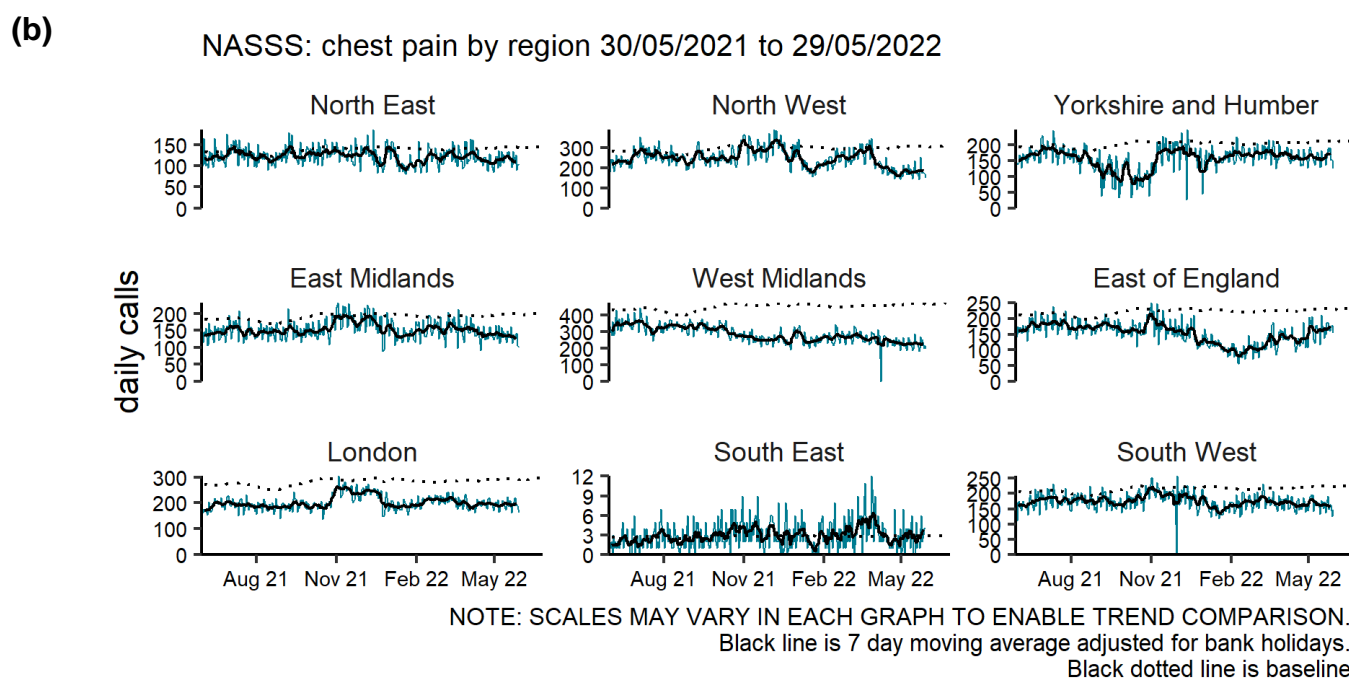 (b)
NASSS: chest pain by region 30/05/2021 to 29/05/2022
North East
North West
Yorkshire and Humber
150
100
50
0
300
200
100
0
200
150
100
50
0
daily calls
East Midlands
West Midlands
East of England
200
150
100
50
0
400
300
200
100
0
250
200
150
100
50
0
London
South East
South West
300
200
100
0
12
9
6
3
0
250
200
150
100
50
0
Aug 21 Nov 21 Feb 22 May 22
Aug 21 Nov 21 Feb 22 May 22
Aug 21 Nov 21 Feb 22 May 22
NOTE: SCALES MAY VARY IN EACH GRAPH TO ENABLE TREND COMPARISON.
Black line is 7 day moving average adjusted for bank holidays.
Black dotted line is baseline